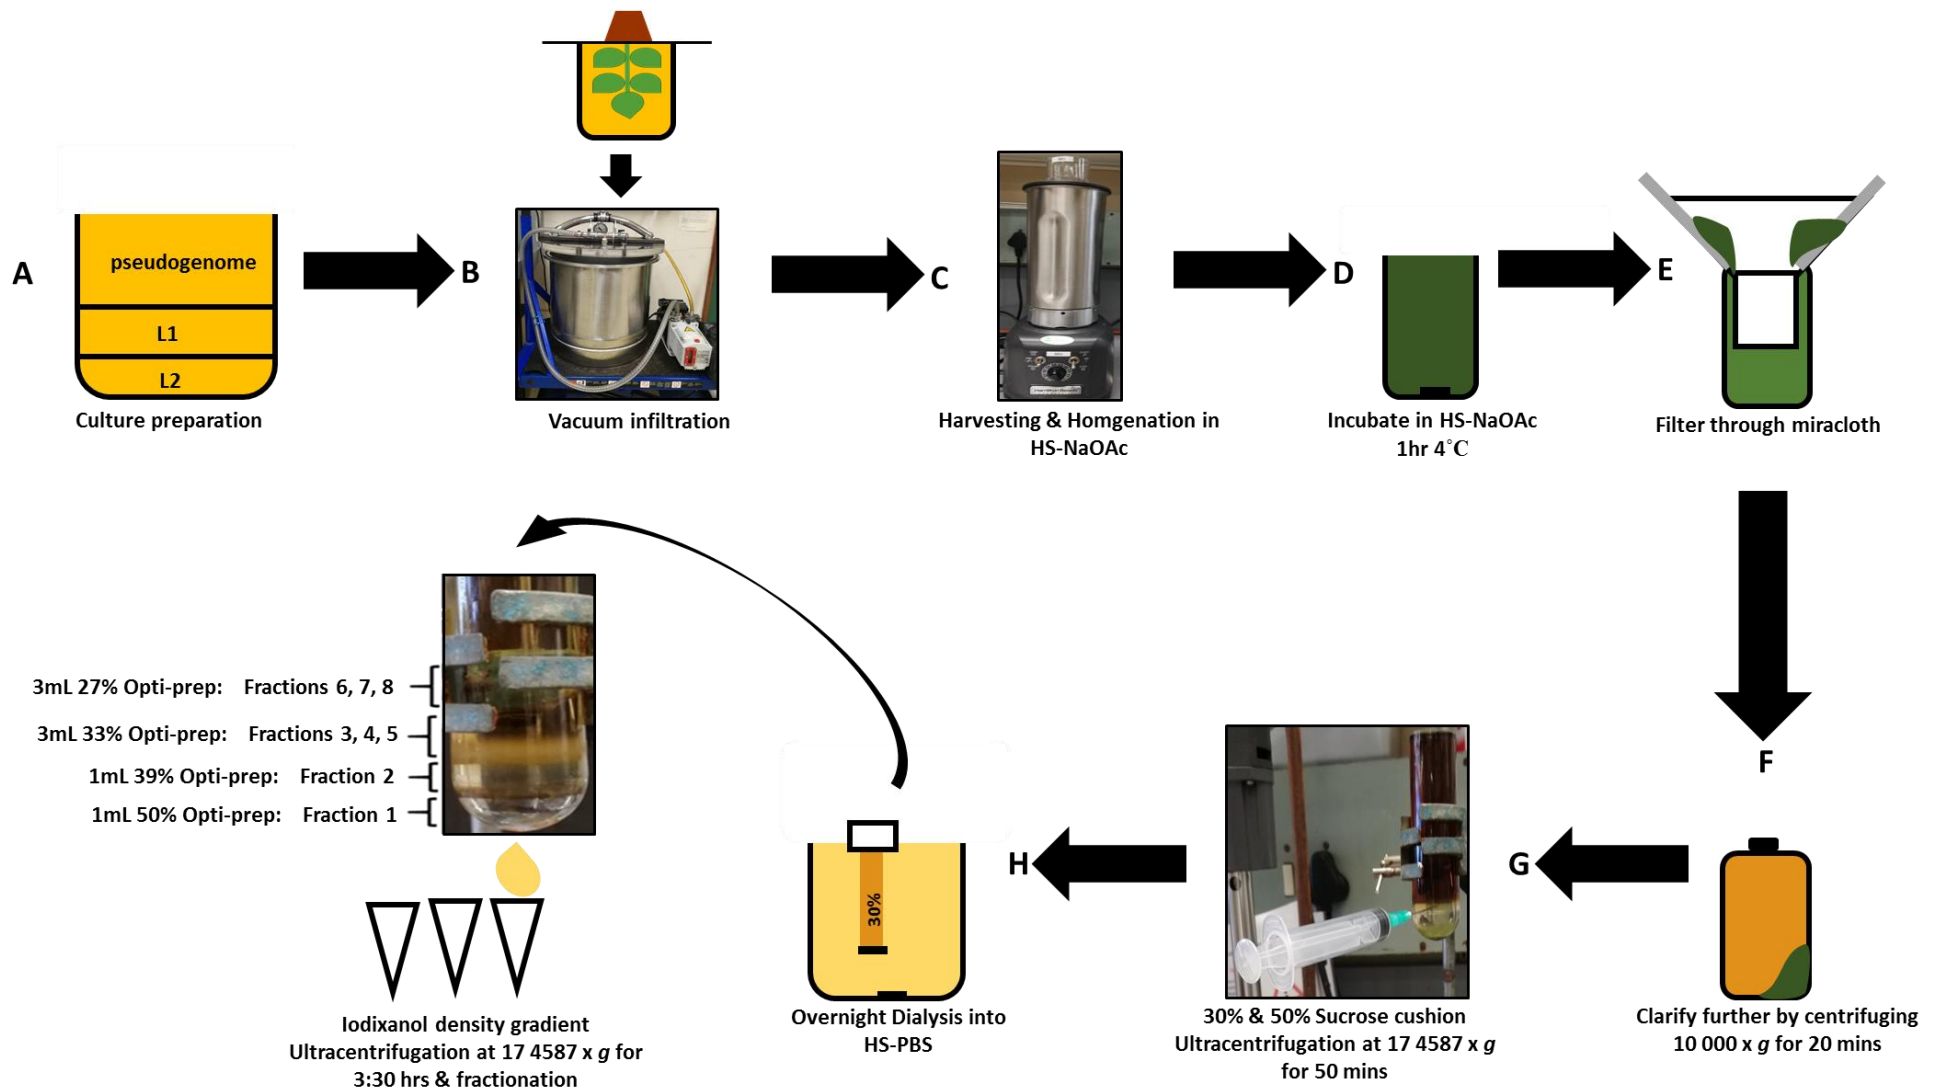 A
pseudogenome
L1
L2
Culture preparation
B
Vacuum infiltration
C
Harvesting & Homgenation in
HS-NaOAc
D
Incubate in HS-NaOAc
1hr 4°C
E
Filter through miracloth
F
Clarify further by centrifuging
10 000 x g for 20 mins
G
30% & 50% Sucrose cushion
Ultracentrifugation at 17 4587 x g
for 50 mins
H
30%
Overnight Dialysis into
HS-PBS
3mL 27% Opti-prep: Fractions 6, 7, 8
3mL 33% Opti-prep: Fractions 3, 4, 5
1mL 39% Opti-prep: Fraction 2
1mL 50% Opti-prep: Fraction 1
Iodixanol density gradient
Ultracentrifugation at 17 4587 x g for
3:30 hrs & fractionation